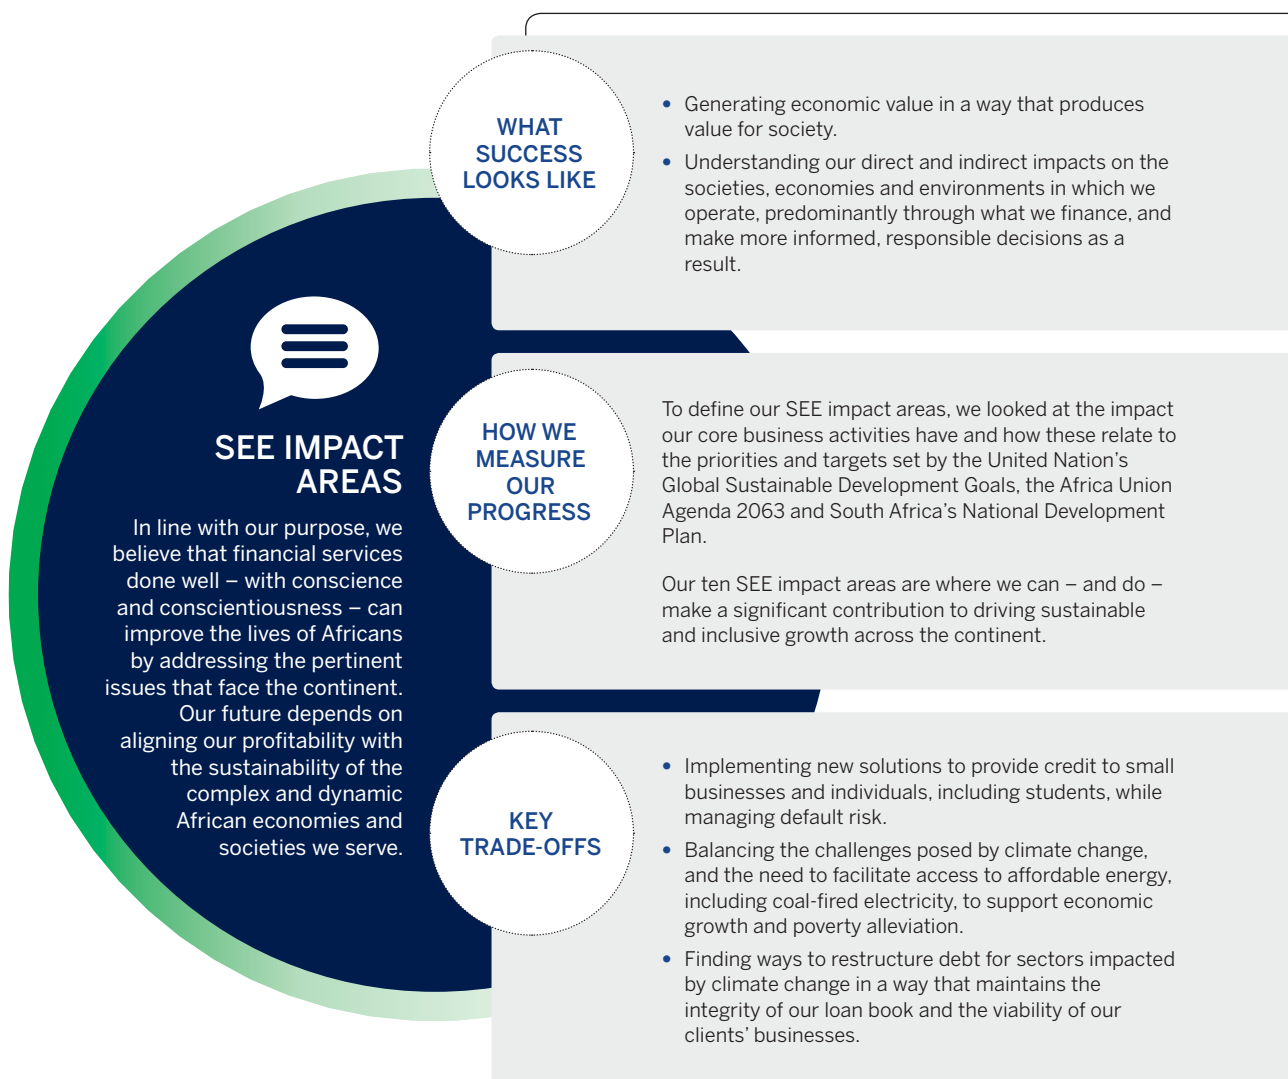 SEE IMPACT
AREAS
In line with our purpose, we
believe that financial services
done well – with conscience
and conscientiousness – can
improve the lives of Africans
by addressing the pertinent
issues that face the continent.
Our future depends on
aligning our profitability with
the sustainability of the
complex and dynamic
African economies and
societies we serve.
WHAT
SUCCESS
LOOKS LIKE
• Generating economic value in a way that produces
value for society.
• Understanding our direct and indirect impacts on the
societies, economies and environments in which we
operate, predominantly through what we finance, and
make more informed, responsible decisions as a
result.
HOW WE
MEASURE
OUR
PROGRESS
To define our SEE impact areas, we looked at the impact
our core business activities have and how these relate to
the priorities and targets set by the United Nation’s
Global Sustainable Development Goals, the Africa Union
Agenda 2063 and South Africa’s National Development
Plan.
Our ten SEE impact areas are where we can – and do –
make a significant contribution to driving sustainable
and inclusive growth across the continent.
KEY
TRADE-OFFS
• Implementing new solutions to provide credit to small
businesses and individuals, including students, while
managing default risk.
• Balancing the challenges posed by climate change,
and the need to facilitate access to affordable energy,
including coal-fired electricity, to support economic
growth and poverty alleviation.
• Finding ways to restructure debt for sectors impacted
by climate change in a way that maintains the
integrity of our loan book and the viability of our
clients’ businesses.